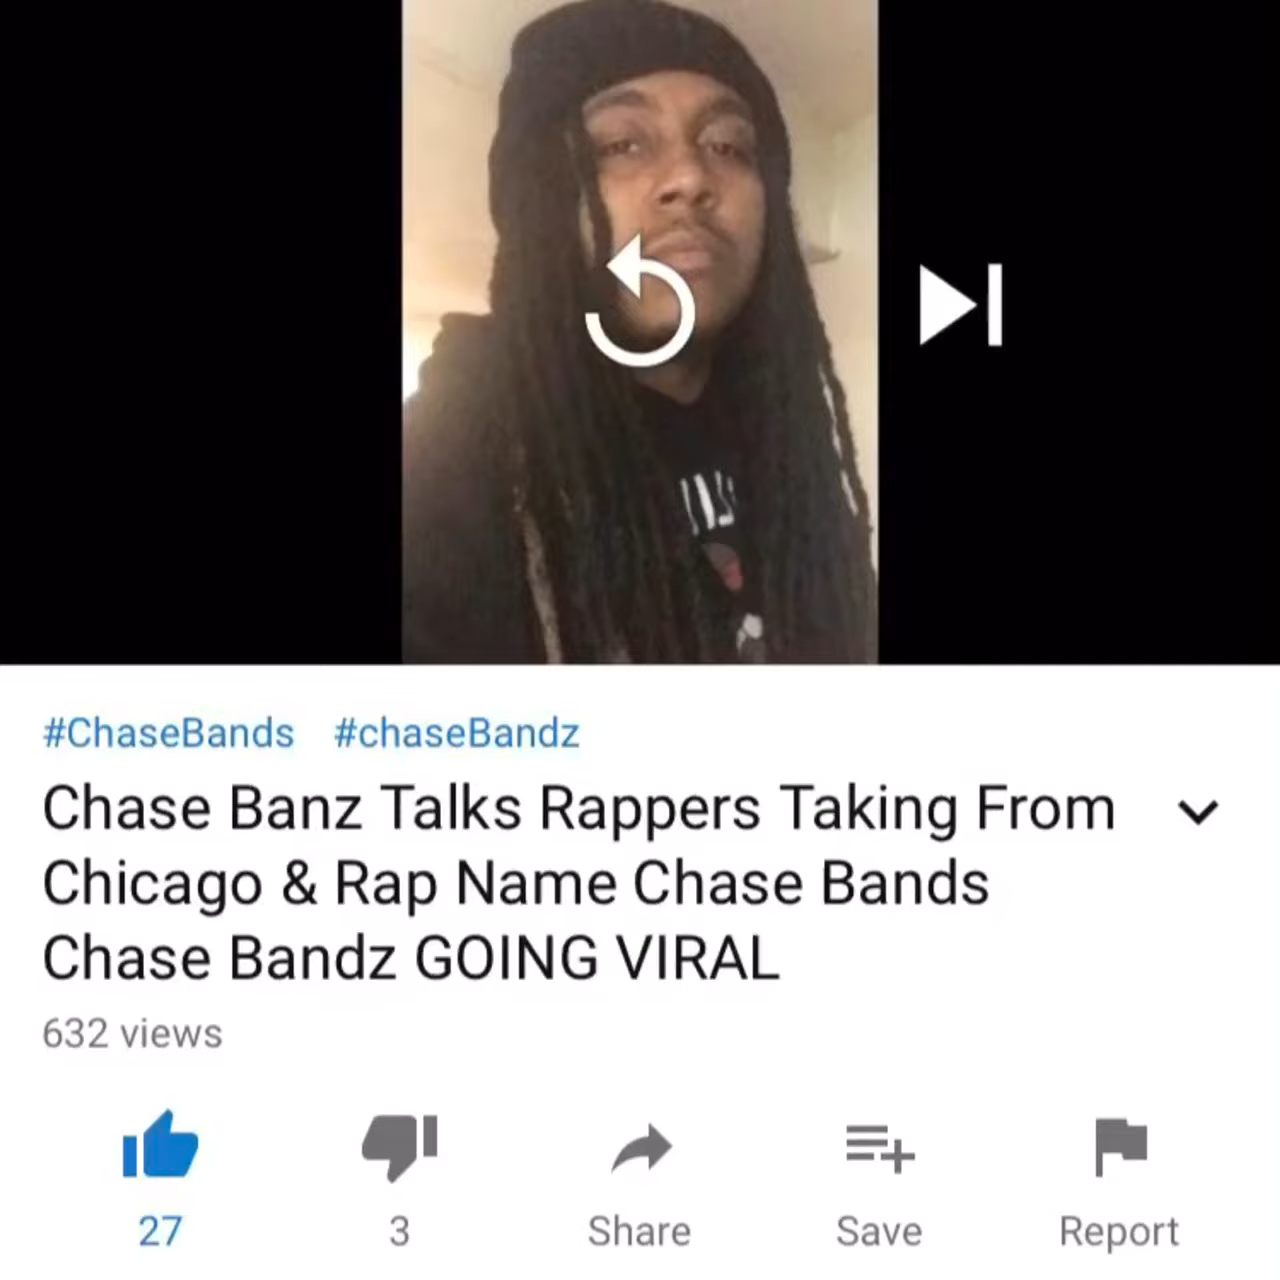 #ChaseBands #chaseBandz
Chase Banz Talks Rappers Taking From
Chicago & Rap Name Chase Bands
Chase Bandz GOING VIRAL
632 views
27 3 Share Save Report